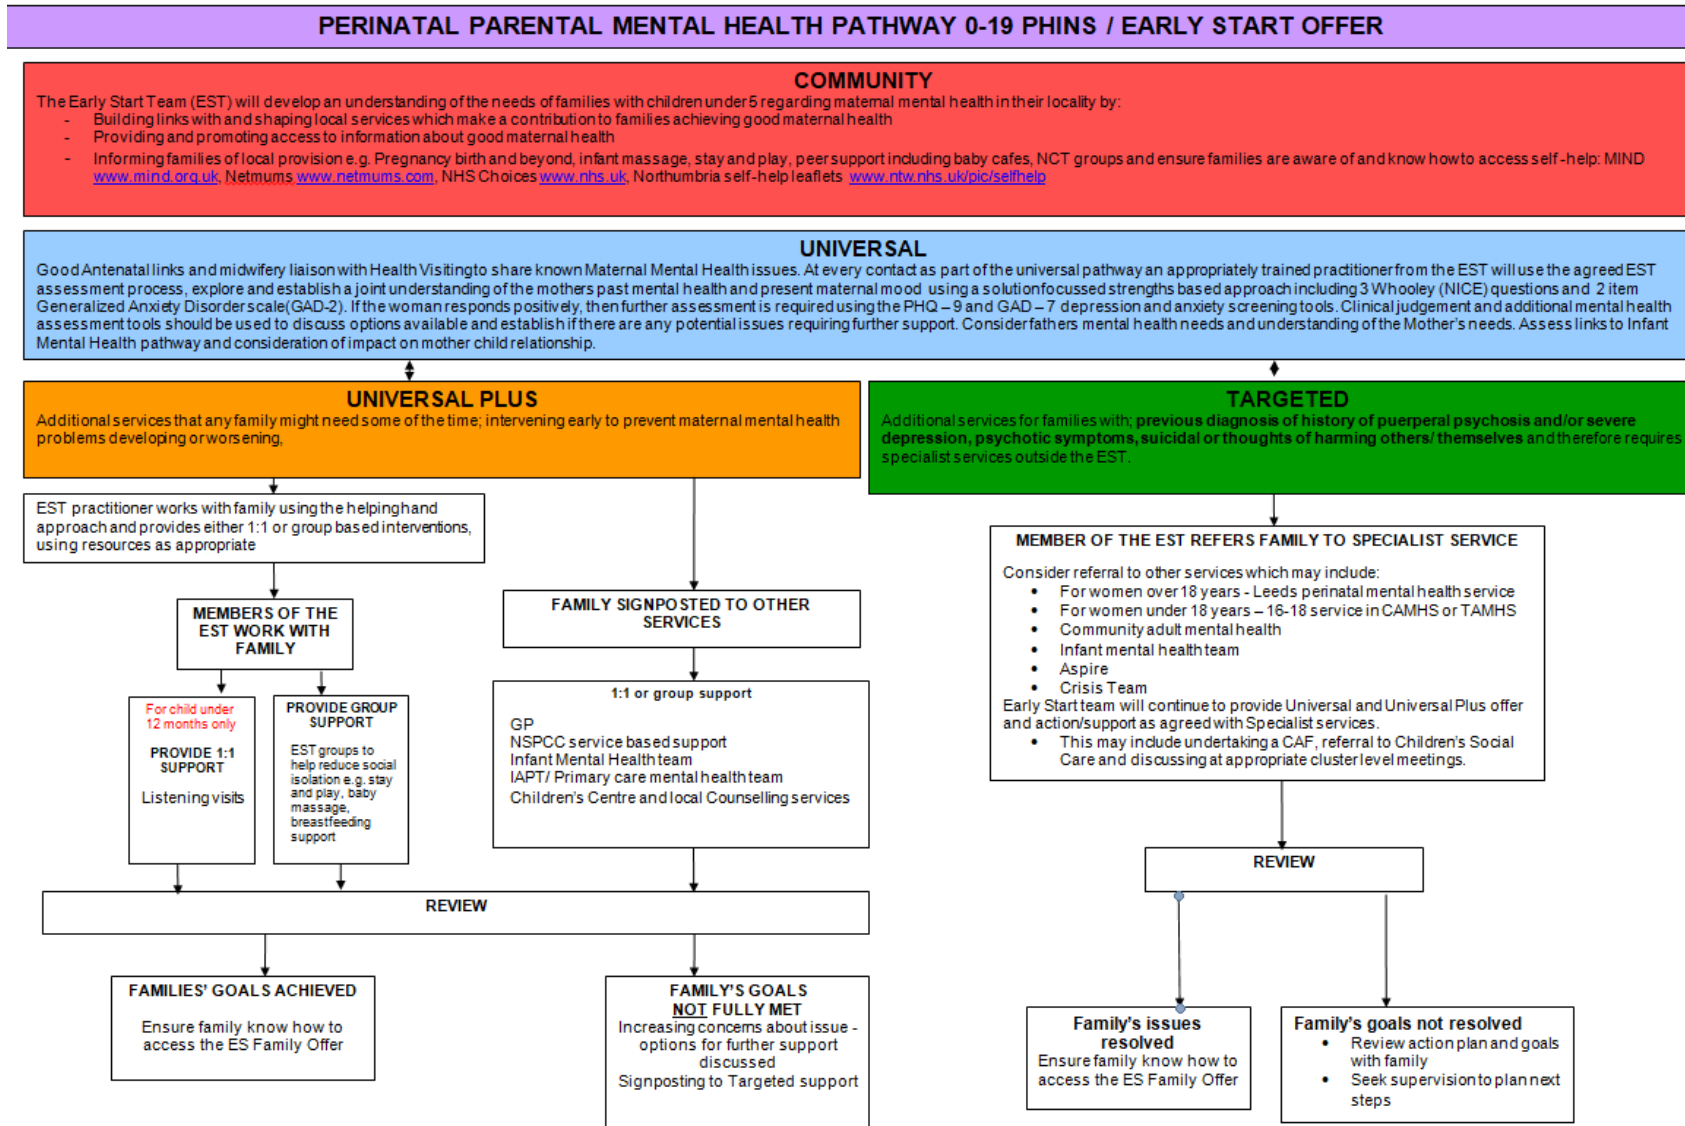 PERINATAL PARENTAL MENTAL HEALTH PATHWAY 0-19 PHINS / EARLY START OFFER
COMMUNITY
The Early Start Team (EST) will develop an understanding of the needs of families with children under 5 regarding maternal mental health in their locality by:
- Building links with and shaping local services which make a contribution to families achieving good maternal health
- Providing and promoting access to information about good maternal health
- Informing families of local provision e.g. Pregnancy birth and beyond, infant massage, stay and play, peer support including baby cafes, NCT groups and ensure families are aware of and know how to access self-help: MIND
www.mind.org.uk, Netmums www.netmums.com, NHS Choices www.nhs.uk, Northumbria self-help leaflets www.ntw.nhs.uk/pic/selfhelp
UNIVERSAL
Good Antenatal links and midwifery liaison with Health Visiting to share known Maternal Mental Health issues. At every contact as part of the universal pathway an appropriately trained practitioner from the EST will use the agreed EST
assessment process, explore and establish a joint understanding of the mothers past mental health and present maternal mood using a solution focussed strengths based approach including 3 Whooley (NICE) questions and 2 item
Generalized Anxiety Disorder scale(GAD-2). If the woman responds positively, then further assessment is required using the PHQ – 9 and GAD – 7 depression and anxiety screening tools. Clinical judgement and additional mental health
assessment tools should be used to discuss options available and establish if there are any potential issues requiring further support. Consider fathers mental health needs and understanding of the Mother's needs. Assess links to Infant
Mental Health pathway and consideration of impact on mother child relationship.
UNIVERSAL PLUS
Additional services that any family might need some of the time; intervening early to prevent maternal mental health
problems developing or worsening,
TARGETED
Additional services for families with; previous diagnosis of history of puerperal psychosis and/or severe
depression, psychotic symptoms, suicidal or thoughts of harming others/ themselves and therefore requires
specialist services outside the EST.
EST practitioner works with family using the helping hand
approach and provides either 1:1 or group based interventions,
using resources as appropriate
MEMBERS OF THE
EST WORK WITH
FAMILY
FAMILY SIGNPOSTED TO OTHER
SERVICES
For child under
12 months only
PROVIDE 1:1
SUPPORT
Listening visits
PROVIDE GROUP
SUPPORT
EST groups to
help reduce social
isolation e.g. stay
and play, baby
massage,
breastfeeding
support
1:1 or group support
GP
NSPCC service based support
Infant Mental Health team
IAPT/ Primary care mental health team
Children's Centre and local Counselling services
MEMBER OF THE EST REFERS FAMILY TO SPECIALIST SERVICE
Consider referral to other services which may include:
• For women over 18 years - Leeds perinatal mental health service
• For women under 18 years – 16-18 service in CAMHS or TAMHS
• Community adult mental health
• Infant mental health team
• Aspire
• Crisis Team
Early Start team will continue to provide Universal and Universal Plus offer
and action/support as agreed with Specialist services.
• This may include undertaking a CAF, referral to Children's Social
Care and discussing at appropriate cluster level meetings.
REVIEW
REVIEW
FAMILIES' GOALS ACHIEVED
Ensure family know how to
access the ES Family Offer
FAMILY'S GOALS
NOT FULLY MET
Increasing concerns about issue -
options for further support
discussed
Signposting to Targeted support
Family's issues
resolved
Ensure family know how to
access the ES Family Offer
Family's goals not resolved
• Review action plan and goals
with family
• Seek supervision to plan next
steps